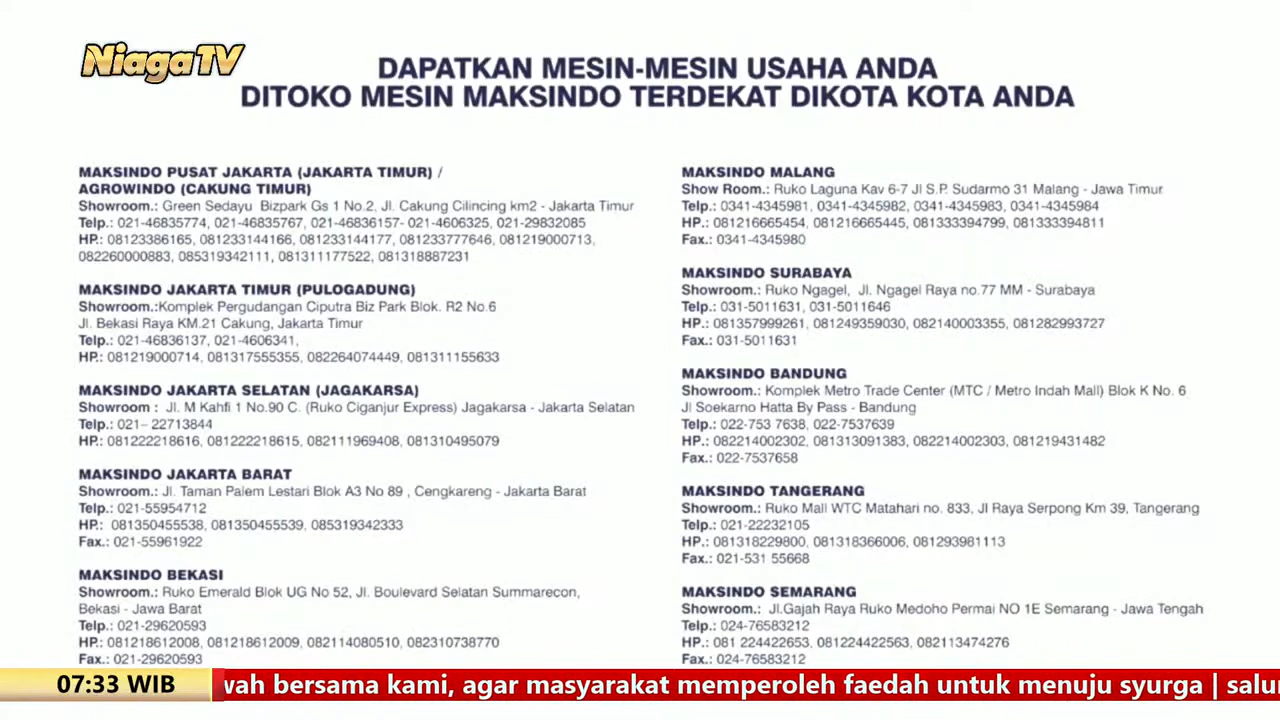 NiagaTV
DAPATKAN MESIN-MESIN USAHA ANDA
DITOKO MESIN MAKSINDO TERDEKAT DIKOTA KOTA ANDA
MAKSINDO PUSAT JAKARTA (JAKARTA TIMUR) /
AGROWINDO (CAKUNG TIMUR)
Showroom.: Green Sedayu Bizpark Gs 1 No.2, Jl. Cakung Cilincing km2 - Jakarta Timur
Telp.: 021-46835774, 021-46835767, 021-46836157- 021-4606325, 021-29832085
HP.: 08123386165, 081233144166, 081233144177, 081233777646, 081219000713,
082260000883, 085319342111, 081311177522, 081318887231
MAKSINDO JAKARTA TIMUR (PULOGADUNG)
Showroom.:Komplek Pergudangan Ciputra Biz Park Blok. R2 No.6
Jl. Bekasi Raya KM.21 Cakung, Jakarta Timur
Telp.: 021-46836137, 021-4606341,
HP.: 081219000714, 081317555355, 082264074449, 081311155633
MAKSINDO JAKARTA SELATAN (JAGAKARSA)
Showroom : Jl. M Kahfi 1 No.90 C. (Ruko Ciganjur Express) Jagakarsa - Jakarta Selatan
Telp.: 021– 22713844
HP.: 081222218616, 081222218615, 082111969408, 081310495079
MAKSINDO JAKARTA BARAT
Showroom.: Jl. Taman Palem Lestari Blok A3 No 89 , Cengkareng - Jakarta Barat
Telp.: 021-55954712
HP.: 081350455538, 081350455539, 085319342333
Fax.: 021-55961922
MAKSINDO BEKASI
Showroom.: Ruko Emerald Blok UG No 52, Jl. Boulevard Selatan Summarecon,
Bekasi - Jawa Barat
Telp.: 021-29620593
HP.: 081218612008, 081218612009, 082114080510, 082310738770
Fax.: 021-29620593
MAKSINDO MALANG
Show Room.: Ruko Laguna Kav 6-7 Jl S.P. Sudarmo 31 Malang - Jawa Timur
Telp.: 0341-4345981, 0341-4345982, 0341-4345983, 0341-4345984
HP.: 081216665454, 081216665445, 081333394799, 081333394811
Fax.: 0341-4345980
MAKSINDO SURABAYA
Showroom.: Ruko Ngagel, Jl. Ngagel Raya no.77 MM - Surabaya
Telp.: 031-5011631, 031-5011646
HP.: 081357999261, 081249359030, 082140003355, 081282993727
Fax.: 031-5011631
MAKSINDO BANDUNG
Showroom.: Komplek Metro Trade Center (MTC / Metro Indah Mall) Blok K No. 6
Jl Soekarno Hatta By Pass - Bandung
Telp.: 022-753 7638, 022-7537639
HP.: 082214002302, 081313091383, 082214002303, 081219431482
Fax.: 022-7537658
MAKSINDO TANGERANG
Showroom.: Ruko Mall WTC Matahari no. 833, Jl Raya Serpong Km 39, Tangerang
Telp.: 021-22232105
HP.: 081318229800, 081318366006, 081293981113
Fax.: 021-531 55668
MAKSINDO SEMARANG
Showroom.: Jl.Gajah Raya Ruko Medoho Permai NO 1E Semarang - Jawa Tengah
Telp.: 024-76583212
HP.: 081 224422653, 081224422563, 082113474276
Fax.: 024-76583212
07:33 WIB
wah bersama kami, agar masyarakat memperoleh faedah untuk menuju syurga | salu